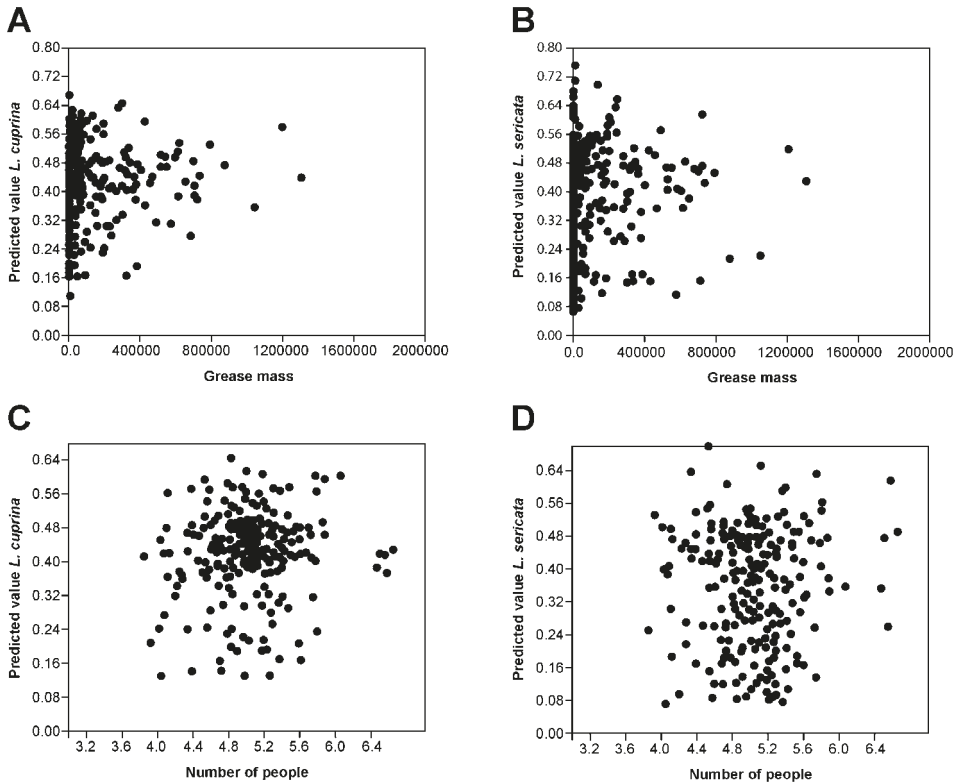 A
B
Predicted value L. cuprina
0.80
0.72
0.64
0.56
0.48
0.40
0.32
0.24
0.16
0.08
0.00
0.0 400000 800000 1200000 1600000 2000000
Grease mass
Predicted value L. sericata
0.80
0.72
0.64
0.56
0.48
0.40
0.32
0.24
0.16
0.08
0.00
0.0 400000 800000 1200000 1600000 2000000
Grease mass
C
D
Predicted value L. cuprina
0.64
0.56
0.48
0.40
0.32
0.24
0.16
0.08
0.00
3.2 3.6 4.0 4.4 4.8 5.2 5.6 6.0 6.4
Number of people
Predicted value L. sericata
0.64
0.56
0.48
0.40
0.32
0.24
0.16
0.08
0.00
3.2 3.6 4.0 4.4 4.8 5.2 5.6 6.0 6.4
Number of people